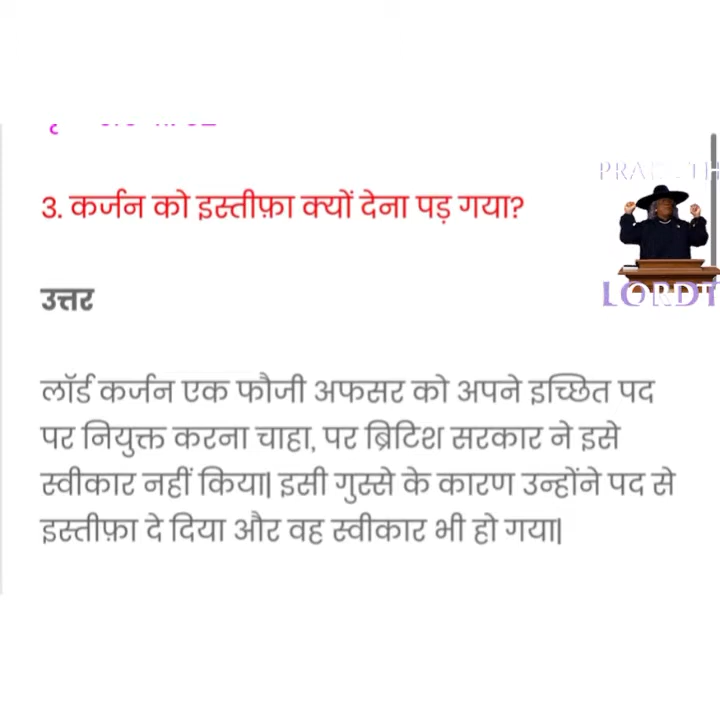 3. कर्जन को इस्तीफ़ा क्यों देना पड़ गया?
LORDT
उत्तर
लॉर्ड कर्जन एक फौजी अफसर को अपने इच्छित पद
पर नियुक्त करना चाहा, पर ब्रिटिश सरकार ने इसे
स्वीकार नहीं किया| इसी गुस्से के कारण उन्होंने पद से
इस्तीफ़ा दे दिया और वह स्वीकार भी हो गया|